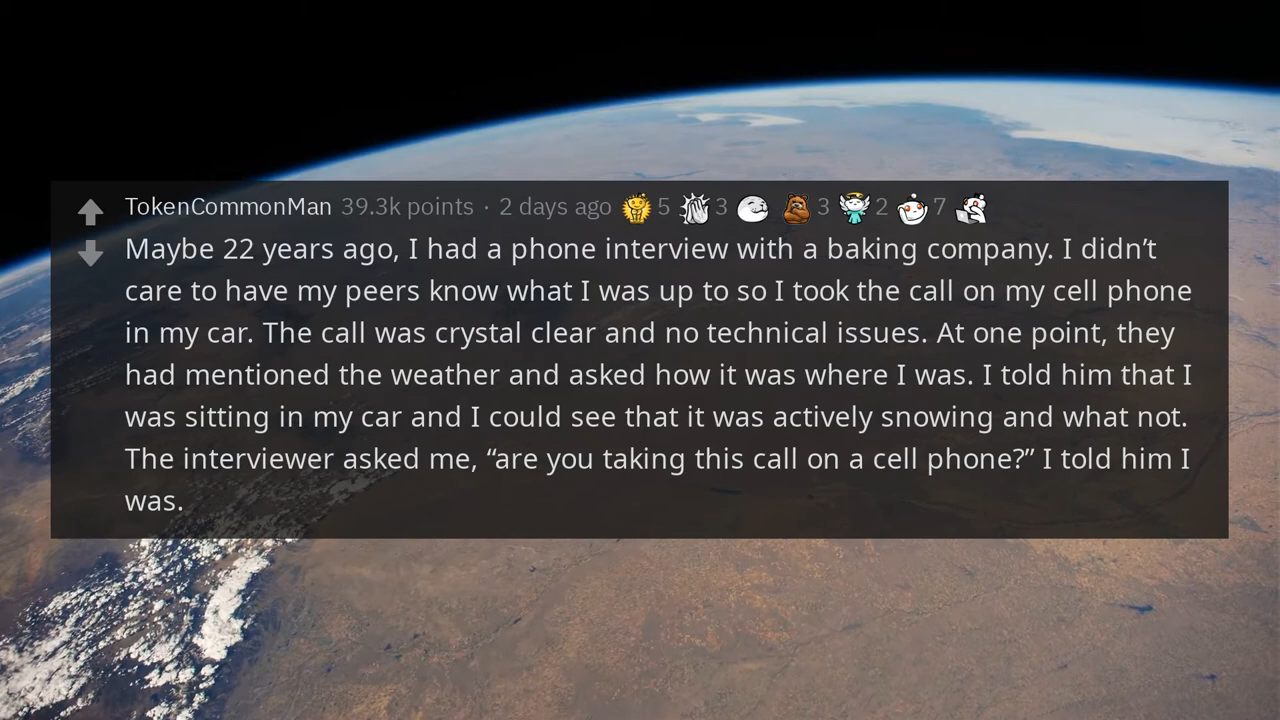 TokenCommonMan 39.3k points · 2 days ago 5 3 3 2 7
Maybe 22 years ago, I had a phone interview with a baking company. I didn’t
care to have my peers know what I was up to so I took the call on my cell phone
in my car. The call was crystal clear and no technical issues. At one point, they
had mentioned the weather and asked how it was where I was. I told him that I
was sitting in my car and I could see that it was actively snowing and what not.
The interviewer asked me, “are you taking this call on a cell phone?” I told him I
was.